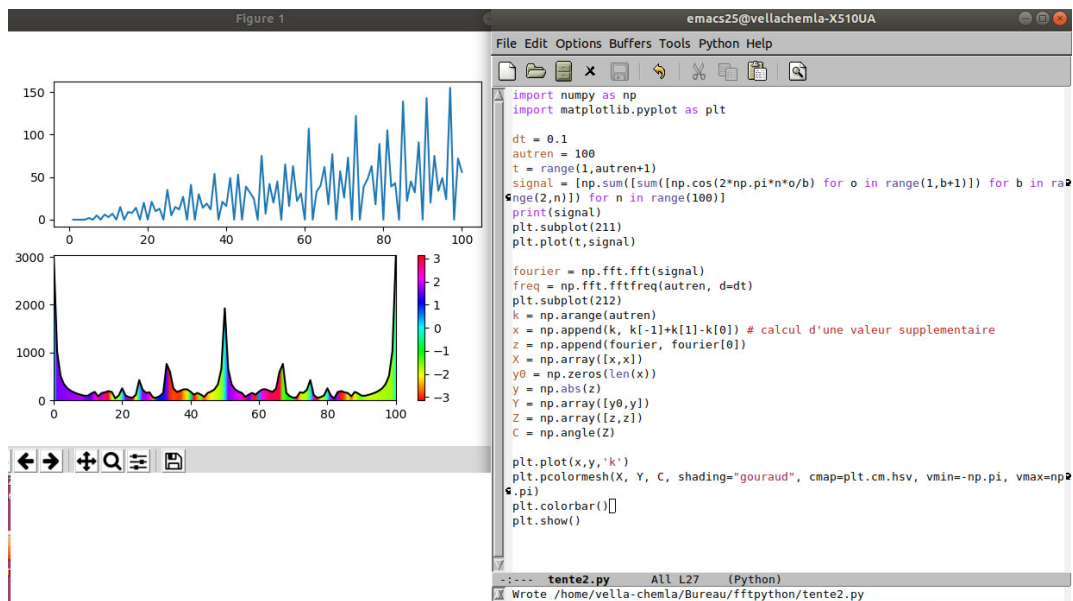 Figure 1
150
100
50
0
0 20 40 60 80 100
3000
2000
1000
0
0 20 40 60 80 100
3
2
1
0
−1
−2
−3
emacs25@vellachemla-X510UA
File Edit Options Buffers Tools Python Help
import numpy as np
import matplotlib.pyplot as plt
dt = 0.1
autren = 100
t = range(1,autren+1)
signal = [np.sum([sum([np.cos(2*np.pi*n*o/b) for o in range(1,b+1)]) for b in ra
nge(2,n)]) for n in range(100)]
print(signal)
plt.subplot(211)
plt.plot(t,signal)
fourier = np.fft.fft(signal)
freq = np.fft.fftfreq(autren, d=dt)
plt.subplot(212)
k = np.arange(autren)
x = np.append(k, k[-1]+k[1]-k[0]) # calcul d'une valeur supplementaire
z = np.append(fourier, fourier[0])
X = np.array([x,x])
y0 = np.zeros(len(x))
y = np.abs(z)
Y = np.array([y0,y])
Z = np.array([z,z])
C = np.angle(Z)
plt.plot(x,y,'k')
plt.pcolormesh(X, Y, C, shading="gouraud", cmap=plt.cm.hsv, vmin=-np.pi, vmax=np
.pi)
plt.colorbar()
plt.show()
-:--- tente2.py All L27 (Python)
Wrote /home/vella-chemla/Bureau/fftpython/tente2.py